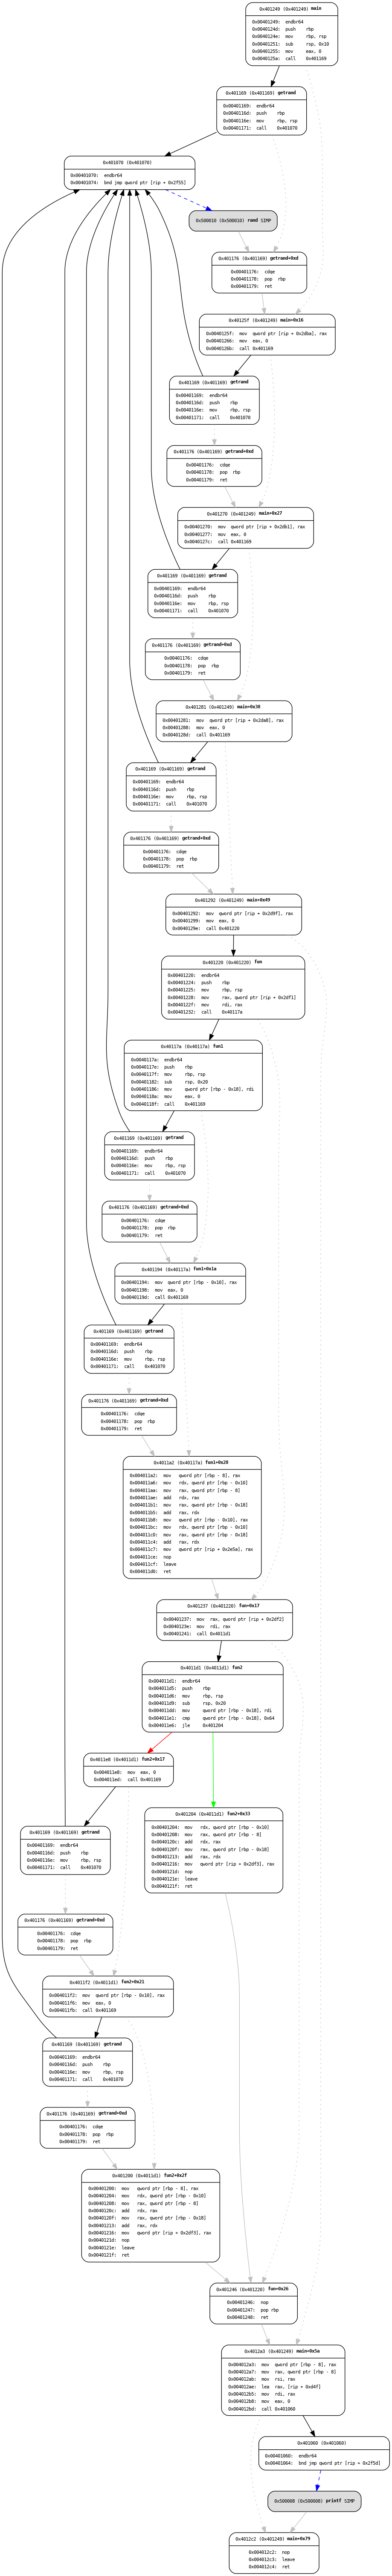 0x401249 (0x401249) main
0x00401249: endbr64
0x0040124d: push rbp
0x0040124e: mov rbp, rsp
0x00401251: sub rsp, 0x10
0x00401255: mov eax, 0
0x0040125a: call 0x401169
0x401169 (0x401169) getrand
0x00401169: endbr64
0x0040116d: push rbp
0x0040116e: mov rbp, rsp
0x00401171: call 0x401070
0x401070 (0x401070)
0x00401070: endbr64
0x00401074: bnd jmp qword ptr [rip + 0x2f55]
0x500010 (0x500010) rand SIMP
0x401176 (0x401169) getrand+0xd
0x00401176: cdqe
0x00401178: pop rbp
0x00401179: ret
0x40125f (0x401249) main+0x16
0x0040125f: mov qword ptr [rip + 0x2dba], rax
0x00401266: mov eax, 0
0x0040126b: call 0x401169
0x401169 (0x401169) getrand
0x00401169: endbr64
0x0040116d: push rbp
0x0040116e: mov rbp, rsp
0x00401171: call 0x401070
0x401176 (0x401169) getrand+0xd
0x00401176: cdqe
0x00401178: pop rbp
0x00401179: ret
0x401270 (0x401249) main+0x27
0x00401270: mov qword ptr [rip + 0x2db1], rax
0x00401277: mov eax, 0
0x0040127c: call 0x401169
0x401169 (0x401169) getrand
0x00401169: endbr64
0x0040116d: push rbp
0x0040116e: mov rbp, rsp
0x00401171: call 0x401070
0x401176 (0x401169) getrand+0xd
0x00401176: cdqe
0x00401178: pop rbp
0x00401179: ret
0x401281 (0x401249) main+0x38
0x00401281: mov qword ptr [rip + 0x2da8], rax
0x00401288: mov eax, 0
0x0040128d: call 0x401169
0x401169 (0x401169) getrand
0x00401169: endbr64
0x0040116d: push rbp
0x0040116e: mov rbp, rsp
0x00401171: call 0x401070
0x401176 (0x401169) getrand+0xd
0x00401176: cdqe
0x00401178: pop rbp
0x00401179: ret
0x401292 (0x401249) main+0x49
0x00401292: mov qword ptr [rip + 0x2d9f], rax
0x00401299: mov eax, 0
0x0040129e: call 0x401220
0x401220 (0x401220) fun
0x00401220: endbr64
0x00401224: push rbp
0x00401225: mov rbp, rsp
0x00401228: mov rax, qword ptr [rip + 0x2df1]
0x0040122f: mov rdi, rax
0x00401232: call 0x40117a
0x40117a (0x40117a) fun1
0x0040117a: endbr64
0x0040117e: push rbp
0x0040117f: mov rbp, rsp
0x00401182: sub rsp, 0x20
0x00401186: mov qword ptr [rbp - 0x18], rdi
0x0040118a: mov eax, 0
0x0040118f: call 0x401169
0x401169 (0x401169) getrand
0x00401169: endbr64
0x0040116d: push rbp
0x0040116e: mov rbp, rsp
0x00401171: call 0x401070
0x401176 (0x401169) getrand+0xd
0x00401176: cdqe
0x00401178: pop rbp
0x00401179: ret
0x401194 (0x40117a) fun1+0x1a
0x00401194: mov qword ptr [rbp - 0x10], rax
0x00401198: mov eax, 0
0x0040119d: call 0x401169
0x401169 (0x401169) getrand
0x00401169: endbr64
0x0040116d: push rbp
0x0040116e: mov rbp, rsp
0x00401171: call 0x401070
0x401176 (0x401169) getrand+0xd
0x00401176: cdqe
0x00401178: pop rbp
0x00401179: ret
0x4011a2 (0x40117a) fun1+0x28
0x004011a2: mov qword ptr [rbp - 8], rax
0x004011a6: mov rdx, qword ptr [rbp - 0x10]
0x004011aa: mov rax, qword ptr [rbp - 8]
0x004011ae: add rdx, rax
0x004011b1: mov rax, qword ptr [rbp - 0x18]
0x004011b5: add rax, rdx
0x004011b8: mov qword ptr [rbp - 0x10], rax
0x004011bc: mov rdx, qword ptr [rbp - 0x10]
0x004011c0: mov rax, qword ptr [rbp - 0x18]
0x004011c4: add rax, rdx
0x004011c7: mov qword ptr [rip + 0x2e5a], rax
0x004011ce: nop
0x004011cf: leave
0x004011d0: ret
0x401237 (0x401220) fun+0x17
0x00401237: mov rax, qword ptr [rip + 0x2df2]
0x0040123e: mov rdi, rax
0x00401241: call 0x4011d1
0x4011d1 (0x4011d1) fun2
0x004011d1: endbr64
0x004011d5: push rbp
0x004011d6: mov rbp, rsp
0x004011d9: sub rsp, 0x20
0x004011dd: mov qword ptr [rbp - 0x18], rdi
0x004011e1: cmp qword ptr [rbp - 0x18], 0x64
0x004011e6: jle 0x401204
0x4011e8 (0x4011d1) fun2+0x17
0x004011e8: mov eax, 0
0x004011ed: call 0x401169
0x401204 (0x4011d1) fun2+0x33
0x00401204: mov rdx, qword ptr [rbp - 0x10]
0x00401208: mov rax, qword ptr [rbp - 8]
0x0040120c: add rdx, rax
0x0040120f: mov rax, qword ptr [rbp - 0x18]
0x00401213: add rax, rdx
0x00401216: mov qword ptr [rip + 0x2df3], rax
0x0040121d: nop
0x0040121e: leave
0x0040121f: ret
0x401169 (0x401169) getrand
0x00401169: endbr64
0x0040116d: push rbp
0x0040116e: mov rbp, rsp
0x00401171: call 0x401070
0x401176 (0x401169) getrand+0xd
0x00401176: cdqe
0x00401178: pop rbp
0x00401179: ret
0x4011f2 (0x4011d1) fun2+0x21
0x004011f2: mov qword ptr [rbp - 0x10], rax
0x004011f6: mov eax, 0
0x004011fb: call 0x401169
0x401169 (0x401169) getrand
0x00401169: endbr64
0x0040116d: push rbp
0x0040116e: mov rbp, rsp
0x00401171: call 0x401070
0x401176 (0x401169) getrand+0xd
0x00401176: cdqe
0x00401178: pop rbp
0x00401179: ret
0x401200 (0x4011d1) fun2+0x2f
0x00401200: mov qword ptr [rbp - 8], rax
0x00401204: mov rdx, qword ptr [rbp - 0x10]
0x00401208: mov rax, qword ptr [rbp - 8]
0x0040120c: add rdx, rax
0x0040120f: mov rax, qword ptr [rbp - 0x18]
0x00401213: add rax, rdx
0x00401216: mov qword ptr [rip + 0x2df3], rax
0x0040121d: nop
0x0040121e: leave
0x0040121f: ret
0x401246 (0x401220) fun+0x26
0x00401246: nop
0x00401247: pop rbp
0x00401248: ret
0x4012a3 (0x401249) main+0x5a
0x004012a3: mov qword ptr [rbp - 8], rax
0x004012a7: mov rax, qword ptr [rbp - 8]
0x004012ab: mov rsi, rax
0x004012ae: lea rax, [rip + 0xd4f]
0x004012b5: mov rdi, rax
0x004012b8: mov eax, 0
0x004012bd: call 0x401060
0x401060 (0x401060)
0x00401060: endbr64
0x00401064: bnd jmp qword ptr [rip + 0x2f5d]
0x500008 (0x500008) printf SIMP
0x4012c2 (0x401249) main+0x79
0x004012c2: nop
0x004012c3: leave
0x004012c4: ret